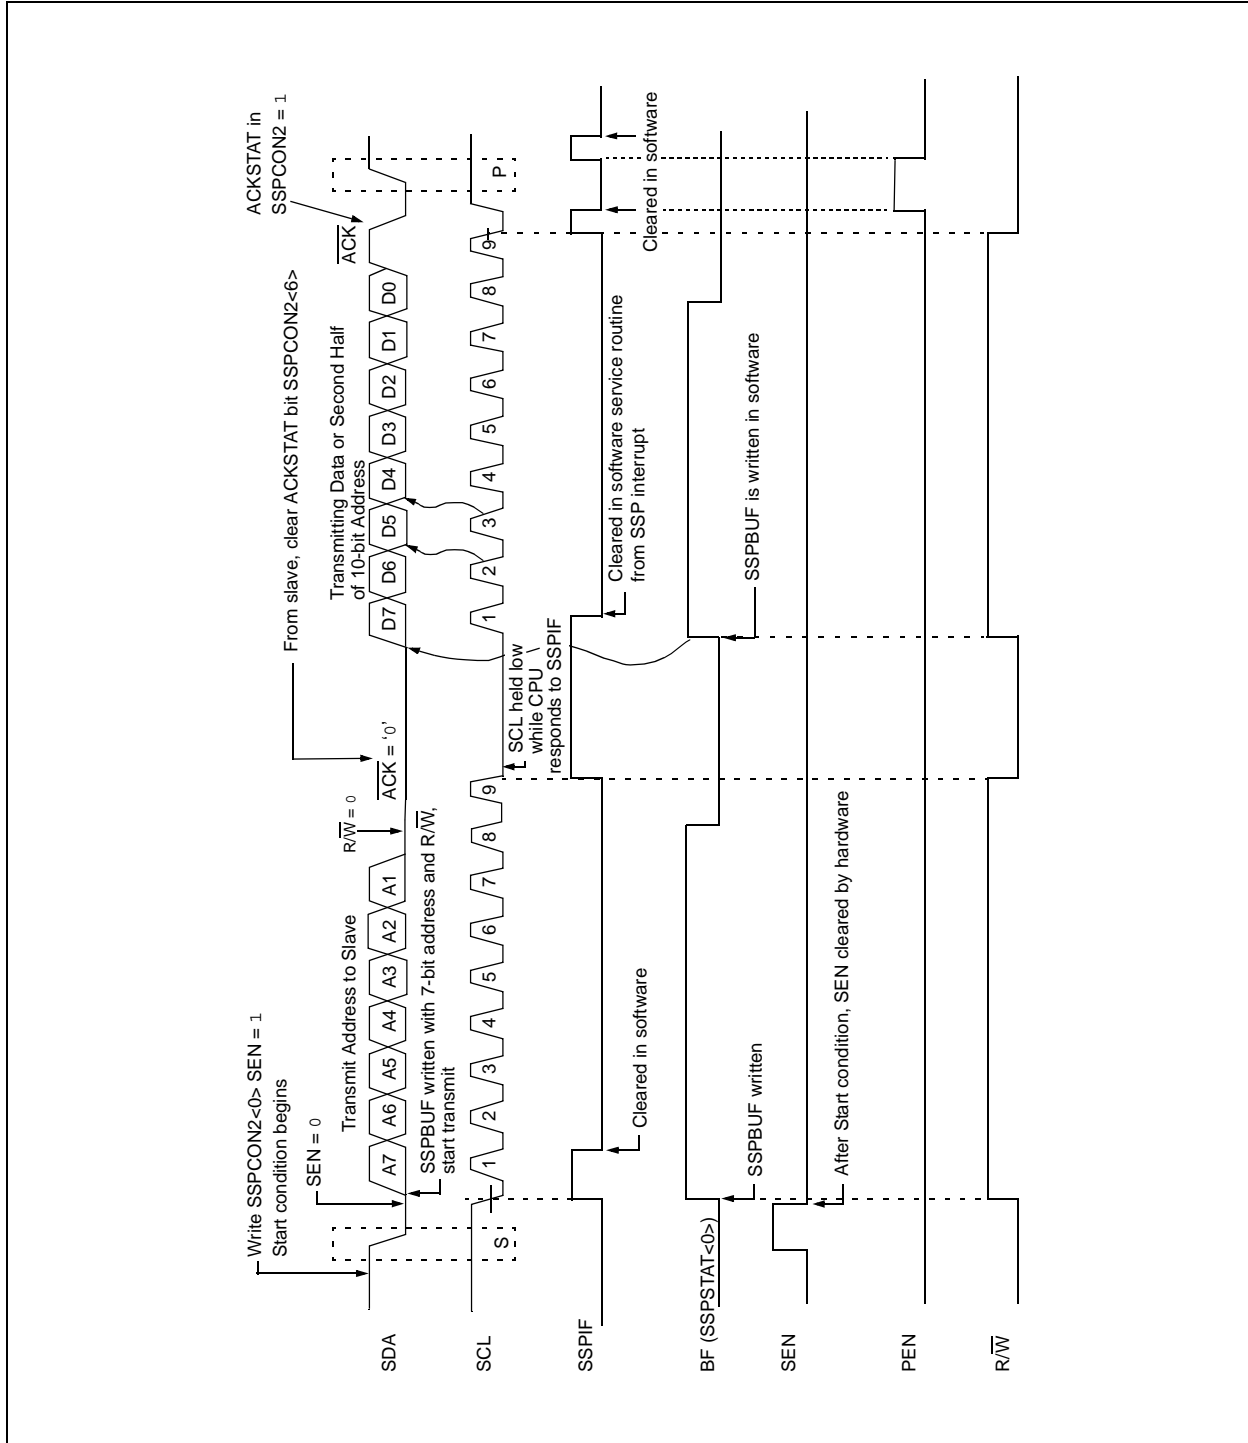 Write SSPCON2<0> SEN = 1
Start condition begins
SEN = 0
Transmit Address to Slave
R/W = 0
From slave, clear ACKSTAT bit SSPCON2<6>
ACK = ‘0’
Transmitting Data or Second Half
of 10-bit Address
ACKSTAT in
SSPCON2 = 1
ACK
SDA
A7 A6 A5 A4 A3 A2 A1
D7 D6 D5 D4 D3 D2 D1 D0
SSPBUF written with 7-bit address and R/W,
start transmit
SCL
S
1 2 3 4 5 6 7 8 9
1 2 3 4 5 6 7 8 9
P
SCL held low
while CPU
responds to SSPIF
SSPIF
Cleared in software
Cleared in software service routine
from SSP interrupt
Cleared in software
BF (SSPSTAT<0>)
SSPBUF written
SSPBUF is written in software
SEN
After Start condition, SEN cleared by hardware
PEN
R/W